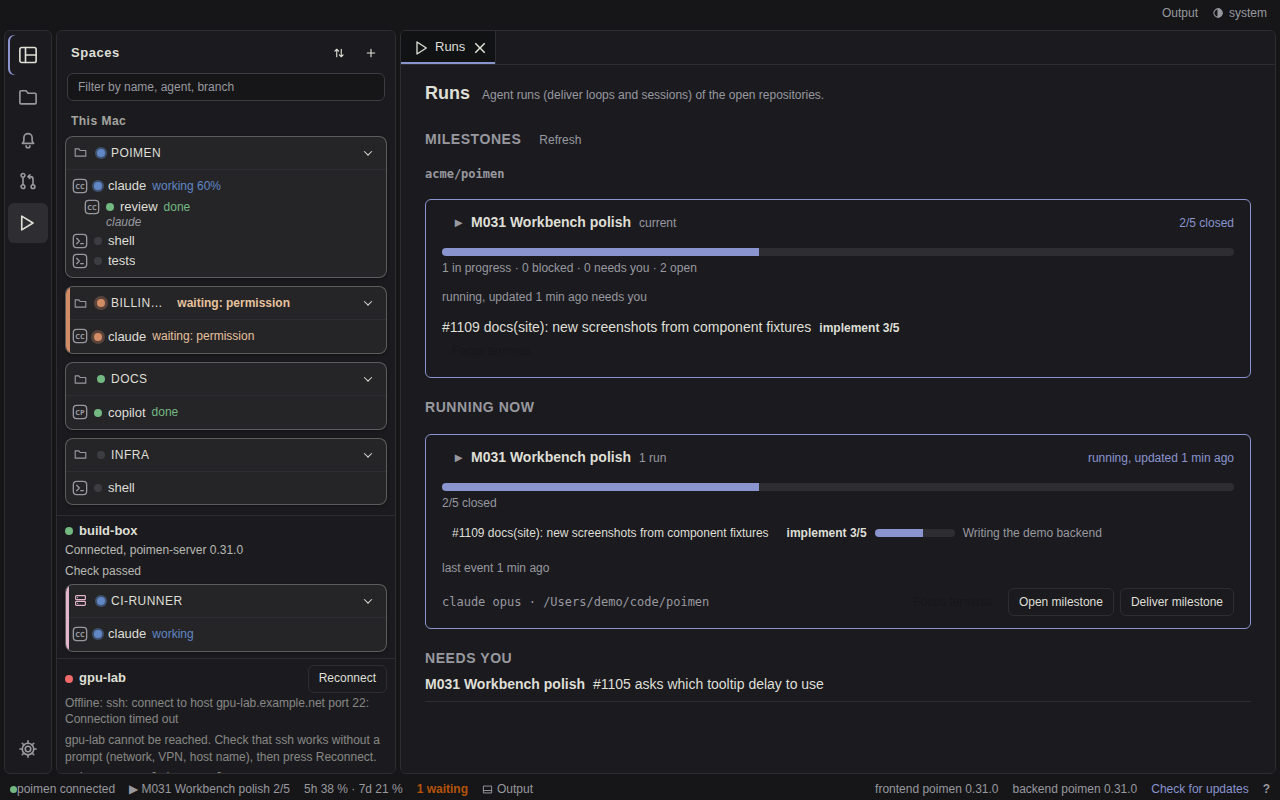 Output system
Spaces
Filter by name, agent, branch
This Mac
POIMEN
CC claude working 60%
CC review done
claude
shell
tests
BILLIN... waiting: permission
CC claude waiting: permission
DOCS
CP copilot done
INFRA
shell
build-box
Connected, poimen-server 0.31.0
Check passed
CI-RUNNER
CC claude working
gpu-lab Reconnect
Offline: ssh: connect to host gpu-lab.example.net port 22:
Connection timed out
gpu-lab cannot be reached. Check that ssh works without a
prompt (network, VPN, host name), then press Reconnect.
Runs
Runs Agent runs (deliver loops and sessions) of the open repositories.
MILESTONES Refresh
acme/poimen
M031 Workbench polish current 2/5 closed
1 in progress · 0 blocked · 0 needs you · 2 open
running, updated 1 min ago needs you
#1109 docs(site): new screenshots from component fixtures implement 3/5
RUNNING NOW
M031 Workbench polish 1 run running, updated 1 min ago
2/5 closed
#1109 docs(site): new screenshots from component fixtures implement 3/5 Writing the demo backend
last event 1 min ago
claude opus · /Users/demo/code/poimen Open milestone Deliver milestone
NEEDS YOU
M031 Workbench polish #1105 asks which tooltip delay to use
poimen connected ▶ M031 Workbench polish 2/5 5h 38 % · 7d 21 % 1 waiting Output frontend poimen 0.31.0 backend poimen 0.31.0 Check for updates ?